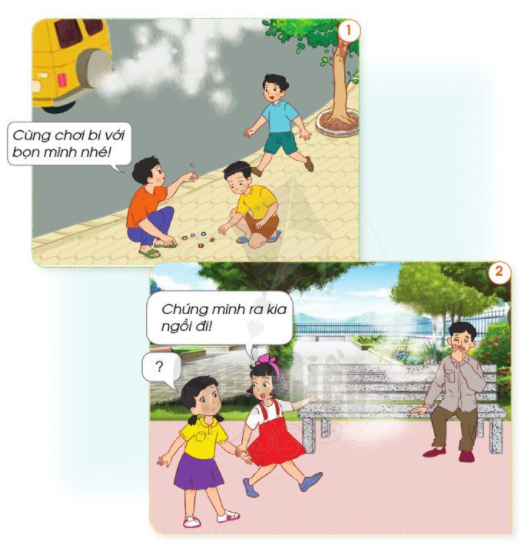 1
Cùng chơi bi với
bọn mình nhé!
2
Chúng mình ra kia
ngồi đi!
?